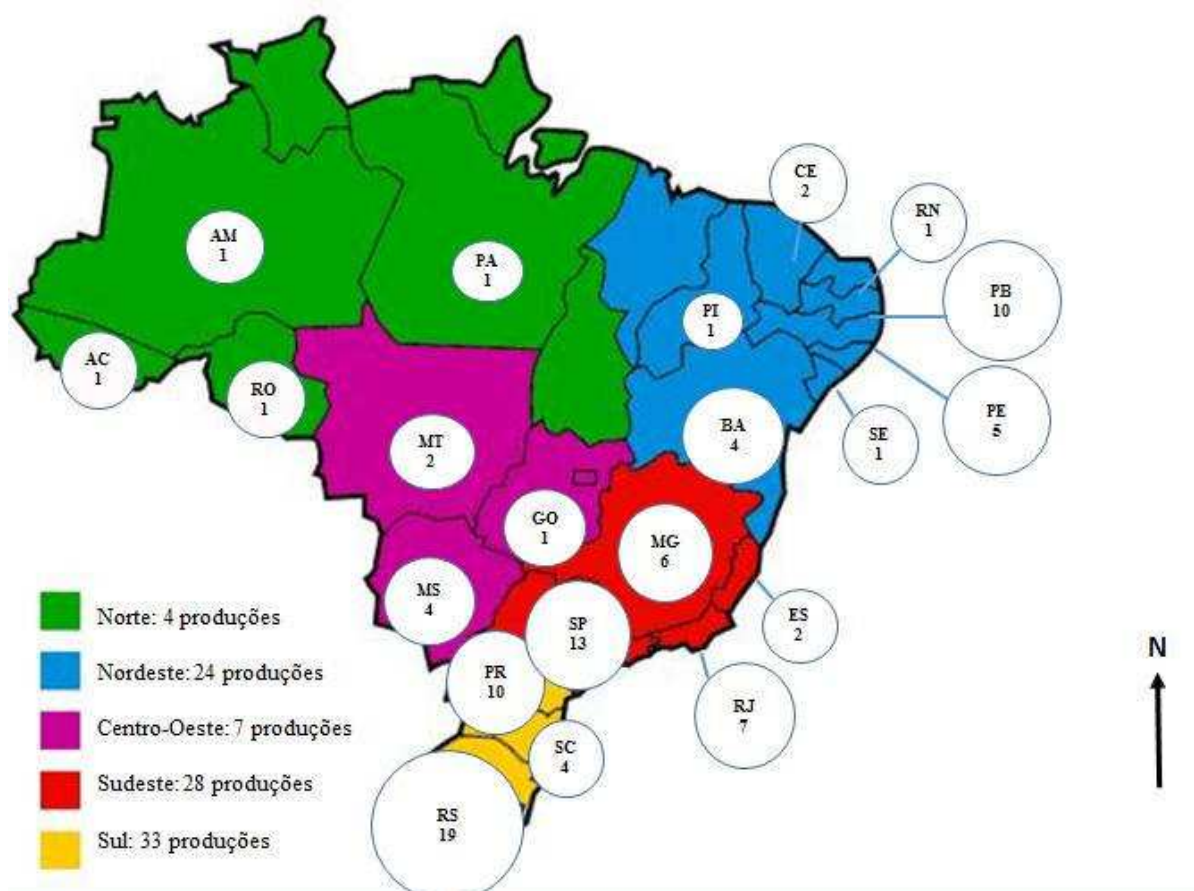 CE
2
RN
1
AM
1
PA
1
PB
10
PI
1
AC
1
RO
1
PE
5
BA
4
SE
1
MT
2
GO
1
MG
6
MS
4
ES
2
SP
13
PR
10
RJ
7
SC
4
RS
19
N
Norte: 4 produções
Nordeste: 24 produções
Centro-Oeste: 7 produções
Sudeste: 28 produções
Sul: 33 produções